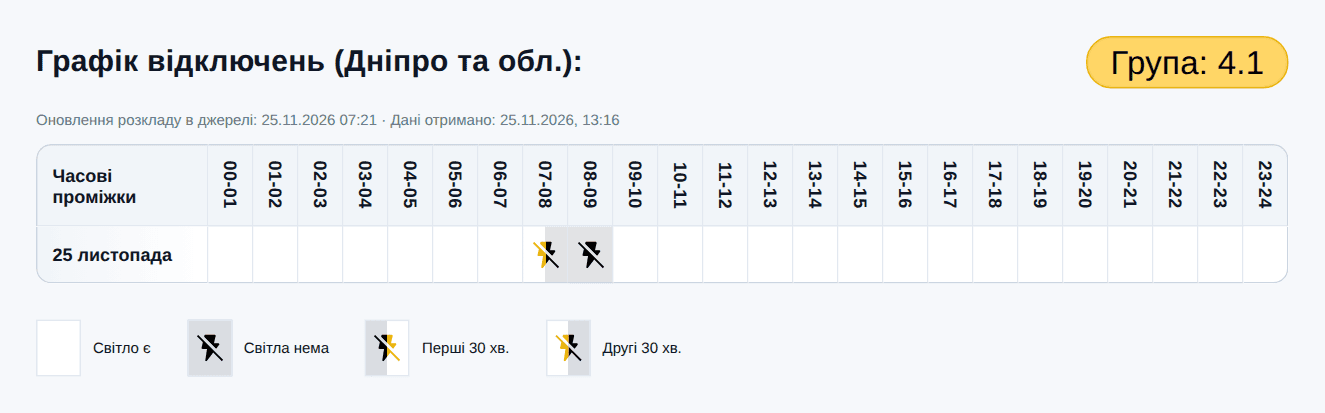 Графік відключень (Дніпро та обл.):
Група: 4.1
Оновлення розкладу в джерелі: 25.11.2026 07:21 · Дані отримано: 25.11.2026, 13:16
Часові
проміжки
00-01
01-02
02-03
03-04
04-05
05-06
06-07
07-08
08-09
09-10
10-11
11-12
12-13
13-14
14-15
15-16
16-17
17-18
18-19
19-20
20-21
21-22
22-23
23-24
25 листопада
Світло є
Світла нема
Перші 30 хв.
Другі 30 хв.